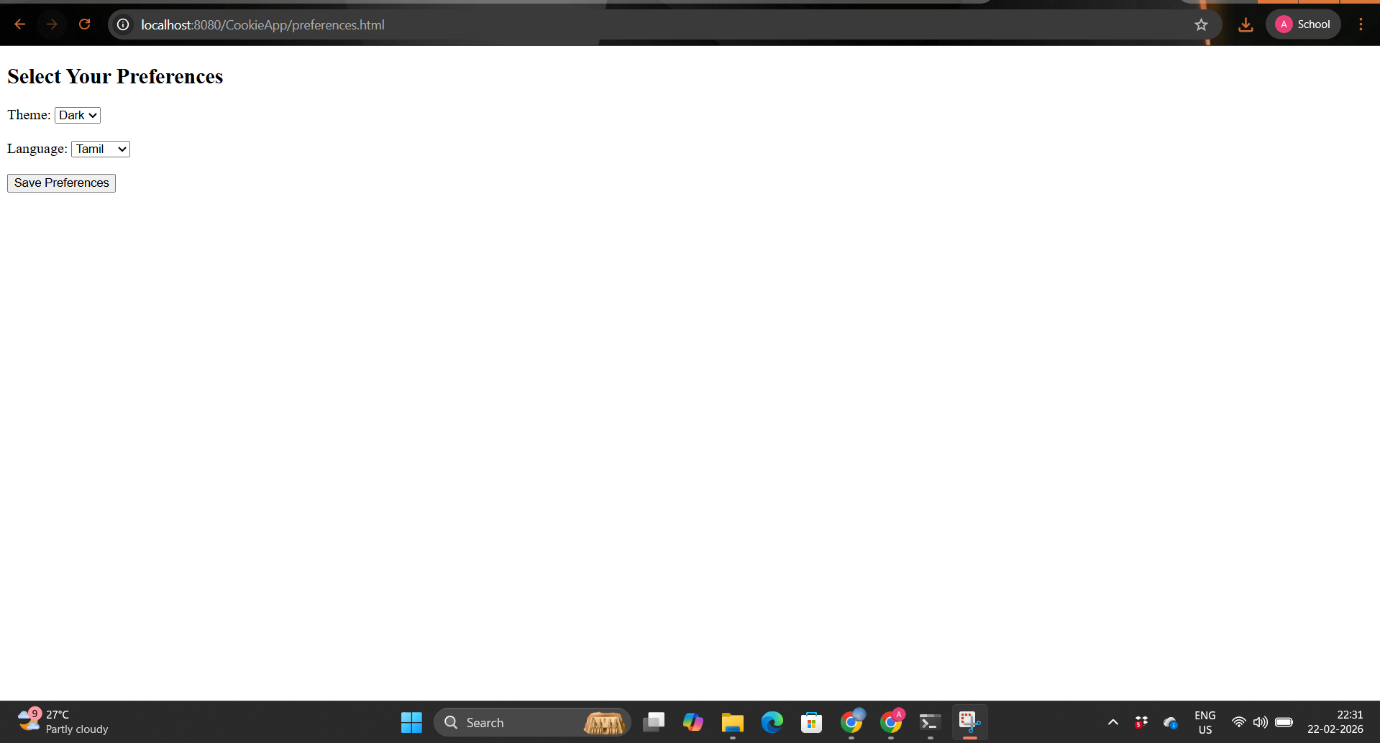 localhost:8080/CookieApp/preferences.html
A School
Select Your Preferences
Theme: Dark
Language: Tamil
Save Preferences
9
27°C
Partly cloudy
Search
A
ENG
US
22:31
22-02-2026